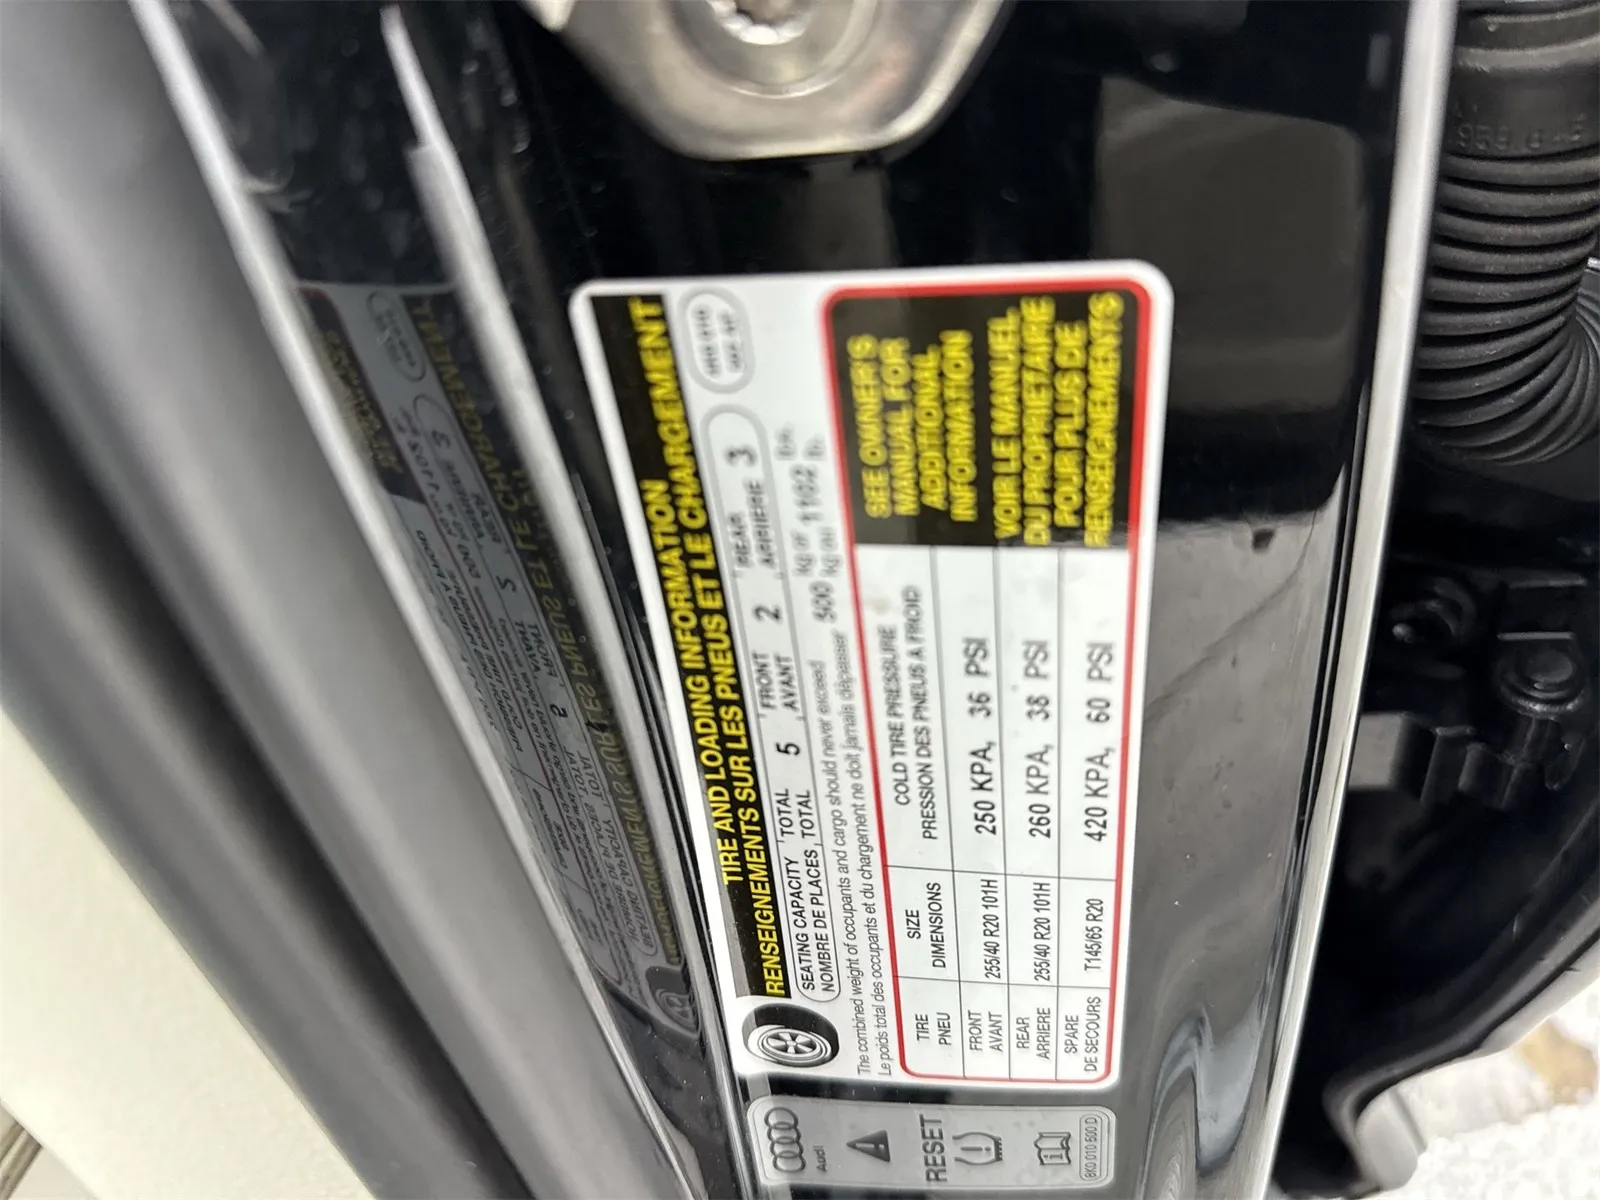 TIRE AND LOADING INFORMATION
RENSEIGNEMENTS SUR LES PNEUS ET LE CHARGEMENT
SEATING CAPACITY TOTAL 5 FRONT 2 REAR 3
NOMBRE DE PLACES TOTAL AVANT ARRIERE
The combined weight of occupants and cargo should never exceed 500 kg or 1102 lbs.
Le poids total des occupants et du chargement ne doit jamais dépasser kg ou lb.
TIRE SIZE COLD TIRE PRESSURE
PNEU DIMENSIONS PRESSION DES PNEUS À FROID
FRONT
AVANT 255/40 R20 101H 250 KPA, 36 PSI
REAR
ARRIERE 255/40 R20 101H 260 KPA, 38 PSI
SPARE
DE SECOURS T145/65 R20 420 KPA, 60 PSI
SEE OWNER'S
MANUAL FOR
ADDITIONAL
INFORMATION
VOIR LE MANUEL
DU PROPRIETAIRE
POUR PLUS DE
RENSEIGNEMENTS
Audi
RESET
8K0 010 500 D